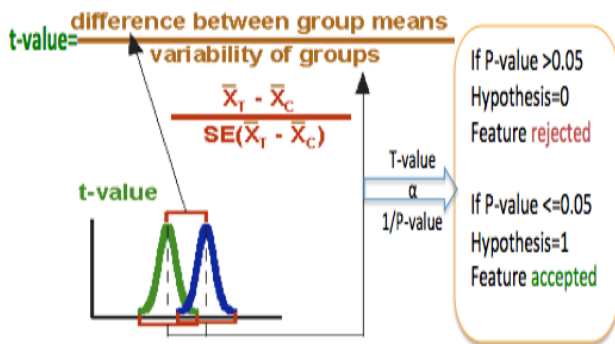 t-value=
difference between group means
variability of groups
X̄T - X̄C
SE(X̄T - X̄C)
t-value
T-value
α
1/P-value
If P-value >0.05
Hypothesis=0
Feature rejected
If P-value <=0.05
Hypothesis=1
Feature accepted